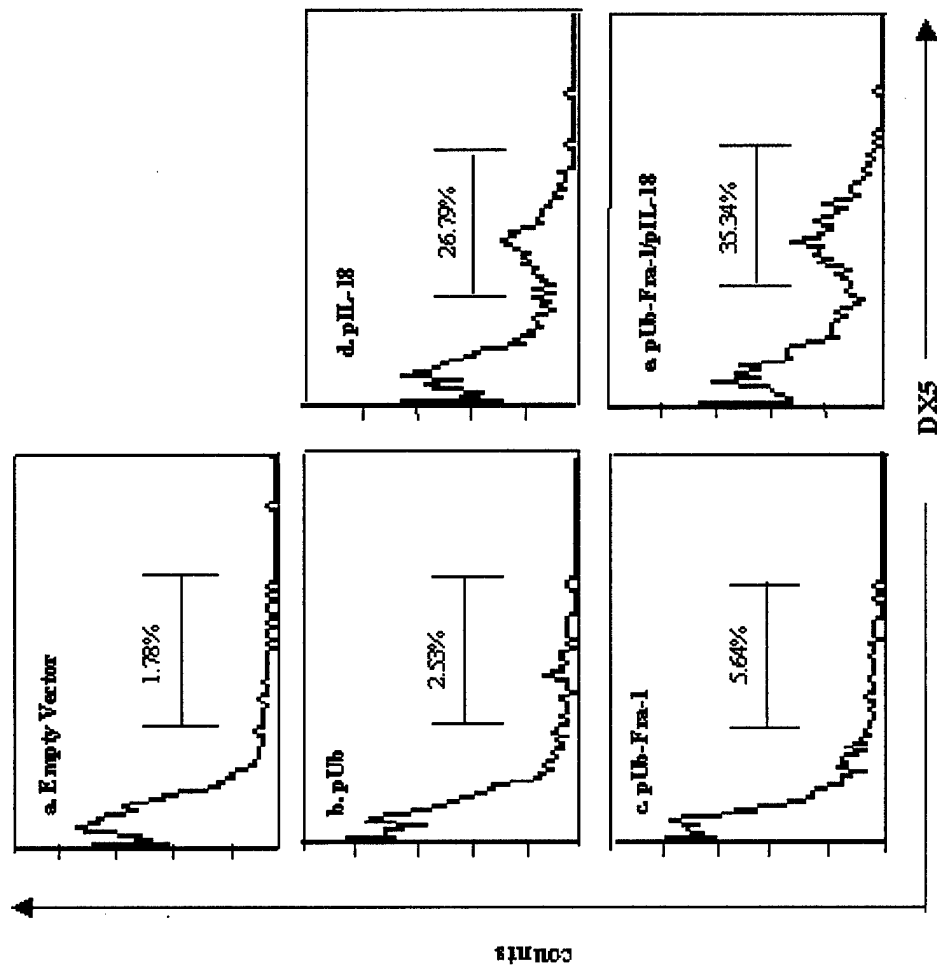 a. Empty Vector
1.78%
b. pUb
2.53%
c. pUb-Fra-1
5.64%
d. pIL-18
26.79%
e. pUb-Fra-1/pIL-18
35.34%
counts
DX5